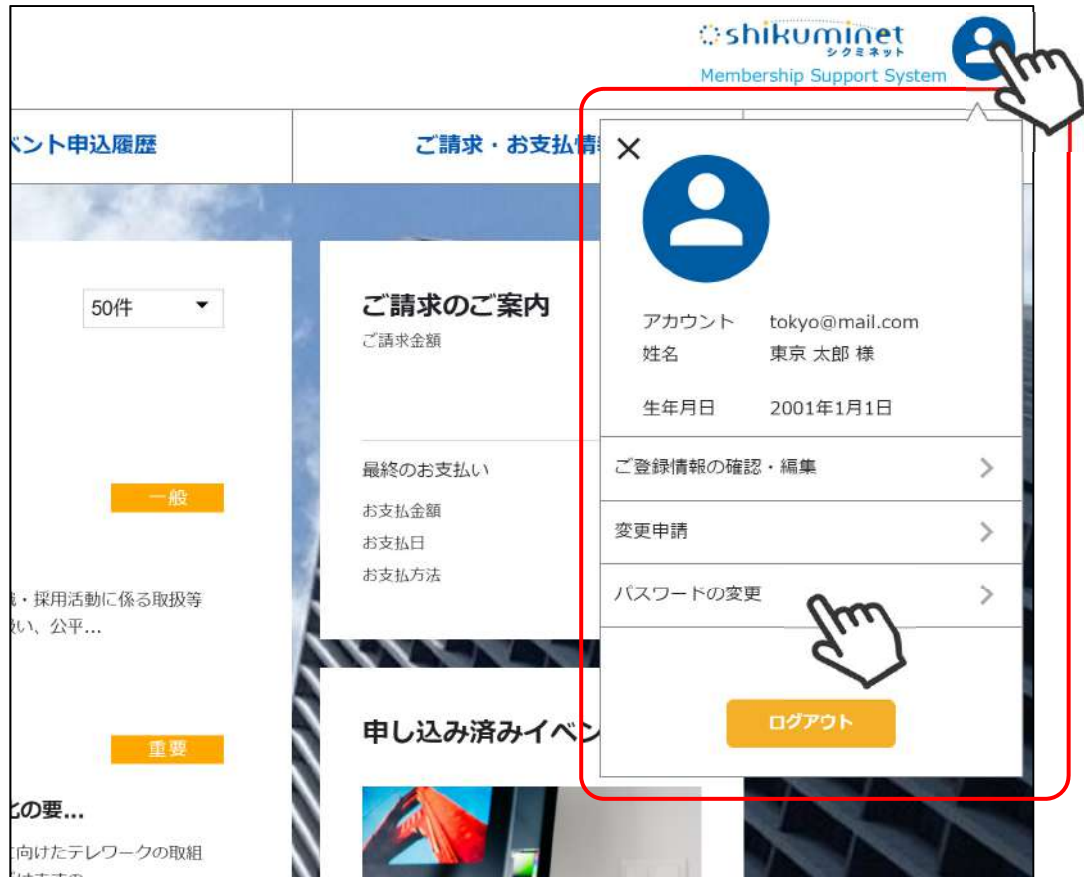 shikuminet
シクミネット
Membership Support System
ベント申込履歴
ご請求・お支払情
アカウント tokyo@mail.com
姓名 東京 太郎 様
生年月日 2001年1月1日
ご登録情報の確認・編集
変更申請
パスワードの変更
ログアウト
50件
一般
・採用活動に係る取扱等
い、公平...
重要
の要...
向けたテレワークの取組
ご請求のご案内
ご請求金額
最終のお支払い
お支払金額
お支払日
お支払方法
申し込み済みイベン